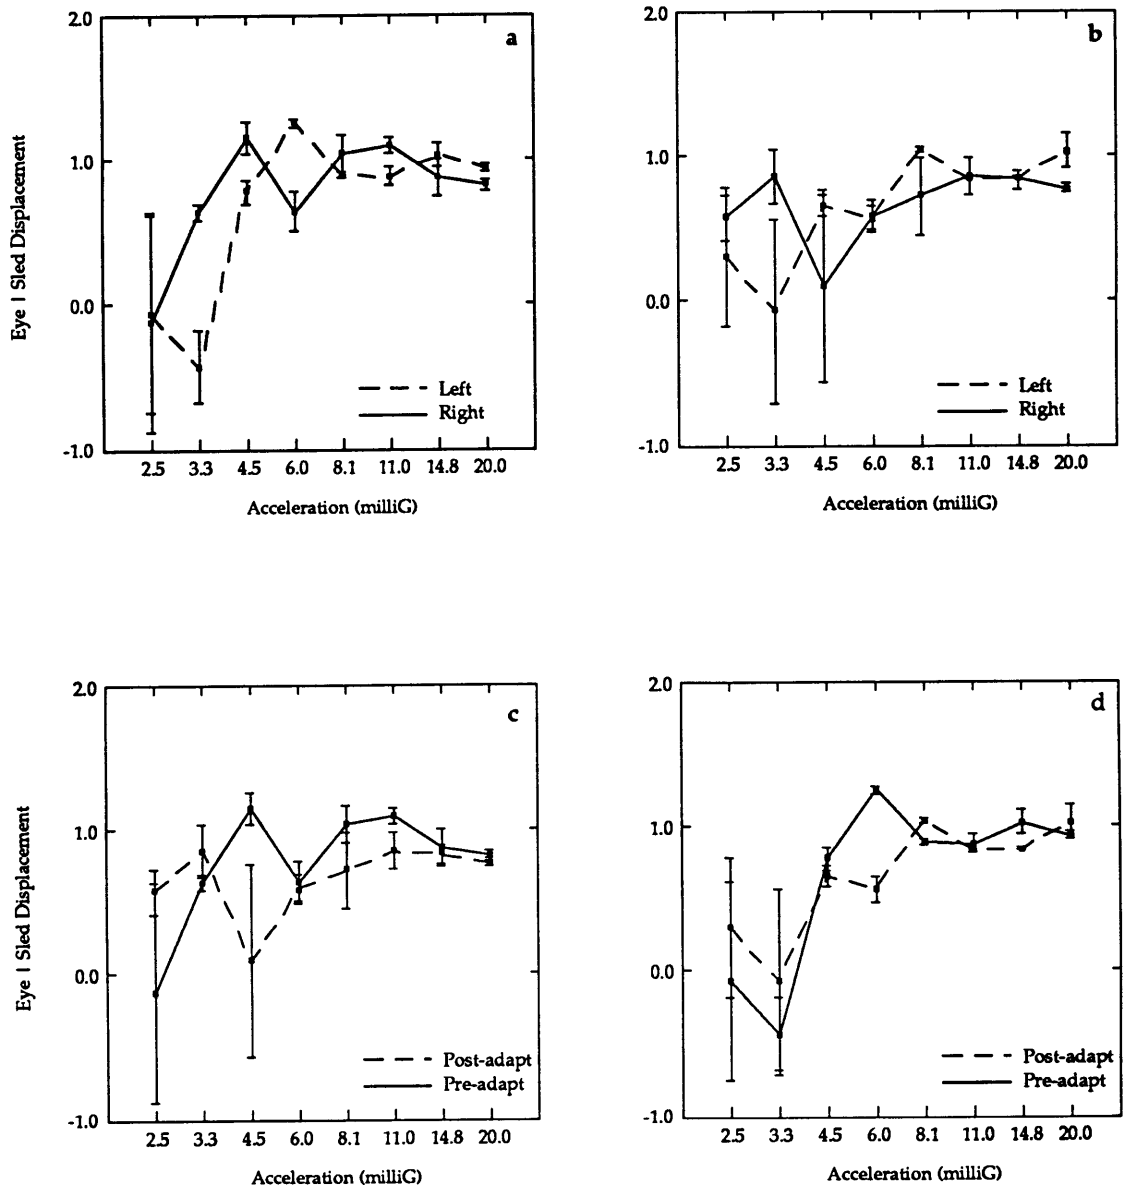 a
2.0
1.0
0.0
-1.0
Eye | Sled Displacement
Left
Right
2.5 3.3 4.5 6.0 8.1 11.0 14.8 20.0
Acceleration (milliG)
b
2.0
1.0
0.0
-1.0
Left
Right
2.5 3.3 4.5 6.0 8.1 11.0 14.8 20.0
Acceleration (milliG)
c
2.0
1.0
0.0
-1.0
Eye | Sled Displacement
Post-adapt
Pre-adapt
2.5 3.3 4.5 6.0 8.1 11.0 14.8 20.0
Acceleration (milliG)
d
2.0
1.0
0.0
-1.0
Post-adapt
Pre-adapt
2.5 3.3 4.5 6.0 8.1 11.0 14.8 20.0
Acceleration (milliG)